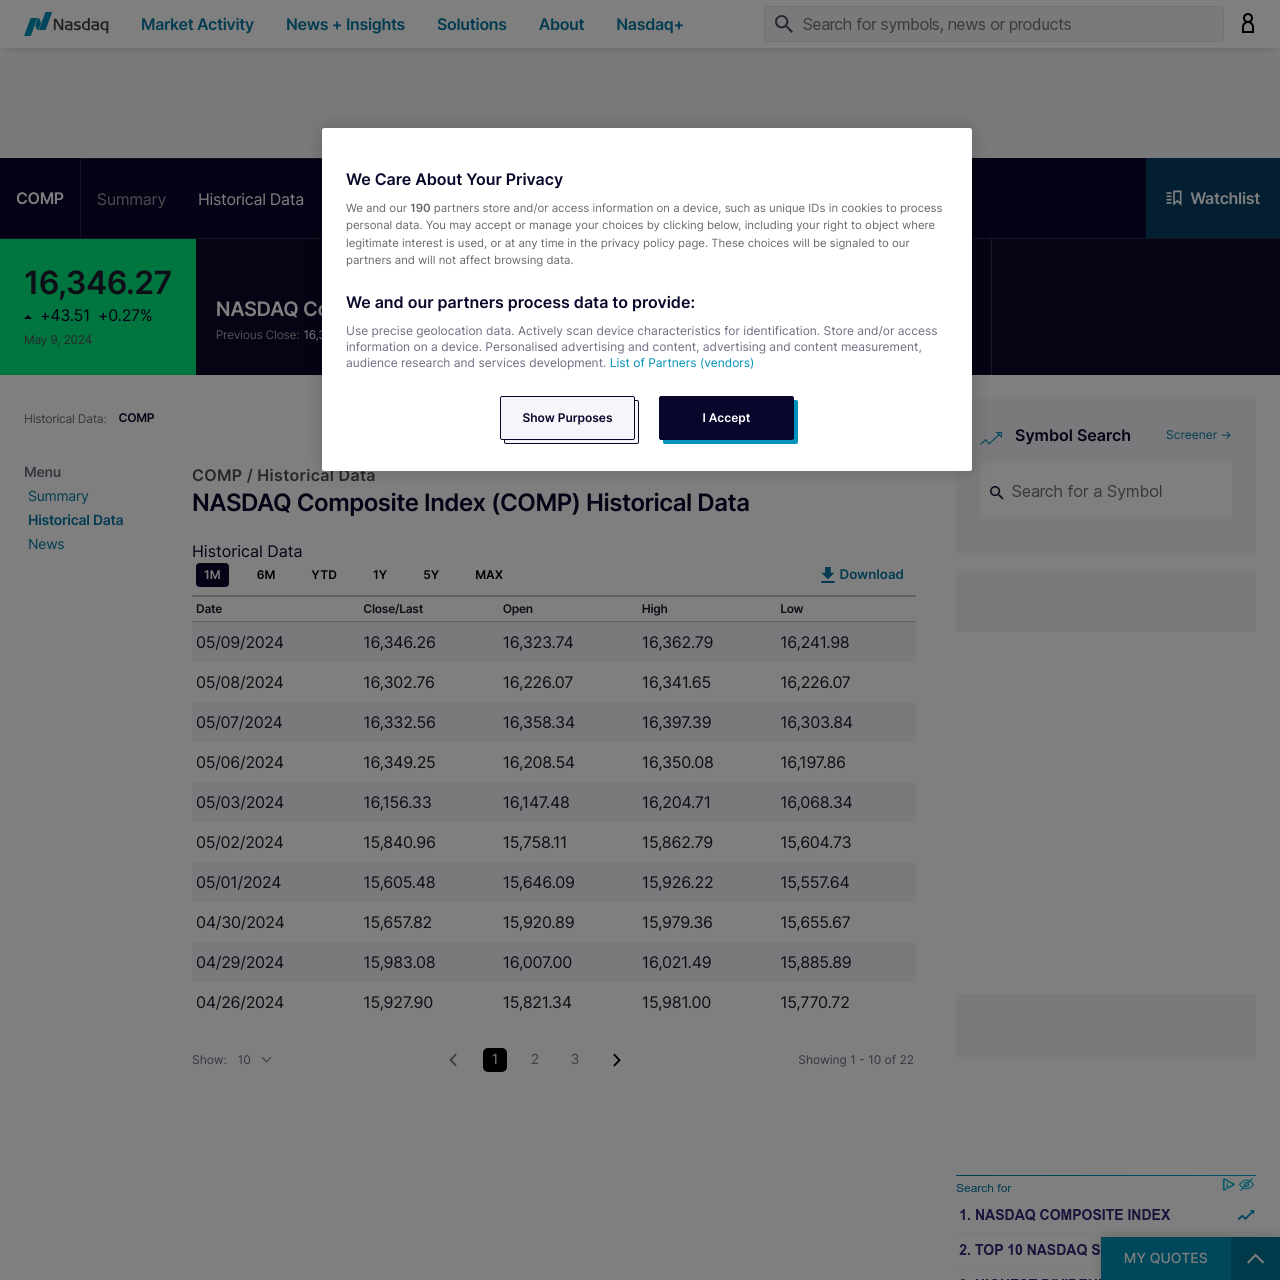 Nasdaq
Market Activity
News + Insights
Solutions
About
Nasdaq+
Search for symbols, news or products
COMP
Summary
Historical Data
Watchlist
16,346.27
+43.51 +0.27%
May 9, 2024
NASDAQ
Previous Close:
We Care About Your Privacy
We and our 190 partners store and/or access information on a device, such as unique IDs in cookies to process
personal data. You may accept or manage your choices by clicking below, including your right to object where
legitimate interest is used, or at any time in the privacy policy page. These choices will be signaled to our
partners and will not affect browsing data.
We and our partners process data to provide:
Use precise geolocation data. Actively scan device characteristics for identification. Store and/or access
information on a device. Personalised advertising and content, advertising and content measurement,
audience research and services development. List of Partners (vendors)
Show Purposes
I Accept
Historical Data: COMP
Menu
Summary
Historical Data
News
COMP / Historical Data
NASDAQ Composite Index (COMP) Historical Data
Historical Data
1M 6M YTD 1Y 5Y MAX
Download
Date Close/Last Open High Low
05/09/2024 16,346.26 16,323.74 16,362.79 16,241.98
05/08/2024 16,302.76 16,226.07 16,341.65 16,226.07
05/07/2024 16,332.56 16,358.34 16,397.39 16,303.84
05/06/2024 16,349.25 16,208.54 16,350.08 16,197.86
05/03/2024 16,156.33 16,147.48 16,204.71 16,068.34
05/02/2024 15,840.96 15,758.11 15,862.79 15,604.73
05/01/2024 15,605.48 15,646.09 15,926.22 15,557.64
04/30/2024 15,657.82 15,920.89 15,979.36 15,655.67
04/29/2024 15,983.08 16,007.00 16,021.49 15,885.89
04/26/2024 15,927.90 15,821.34 15,981.00 15,770.72
Show: 10
1 2 3
Showing 1 - 10 of 22
Symbol Search
Screener →
Search for a Symbol
Search for
1. NASDAQ COMPOSITE INDEX
2. TOP 10 NASDAQ
MY QUOTES